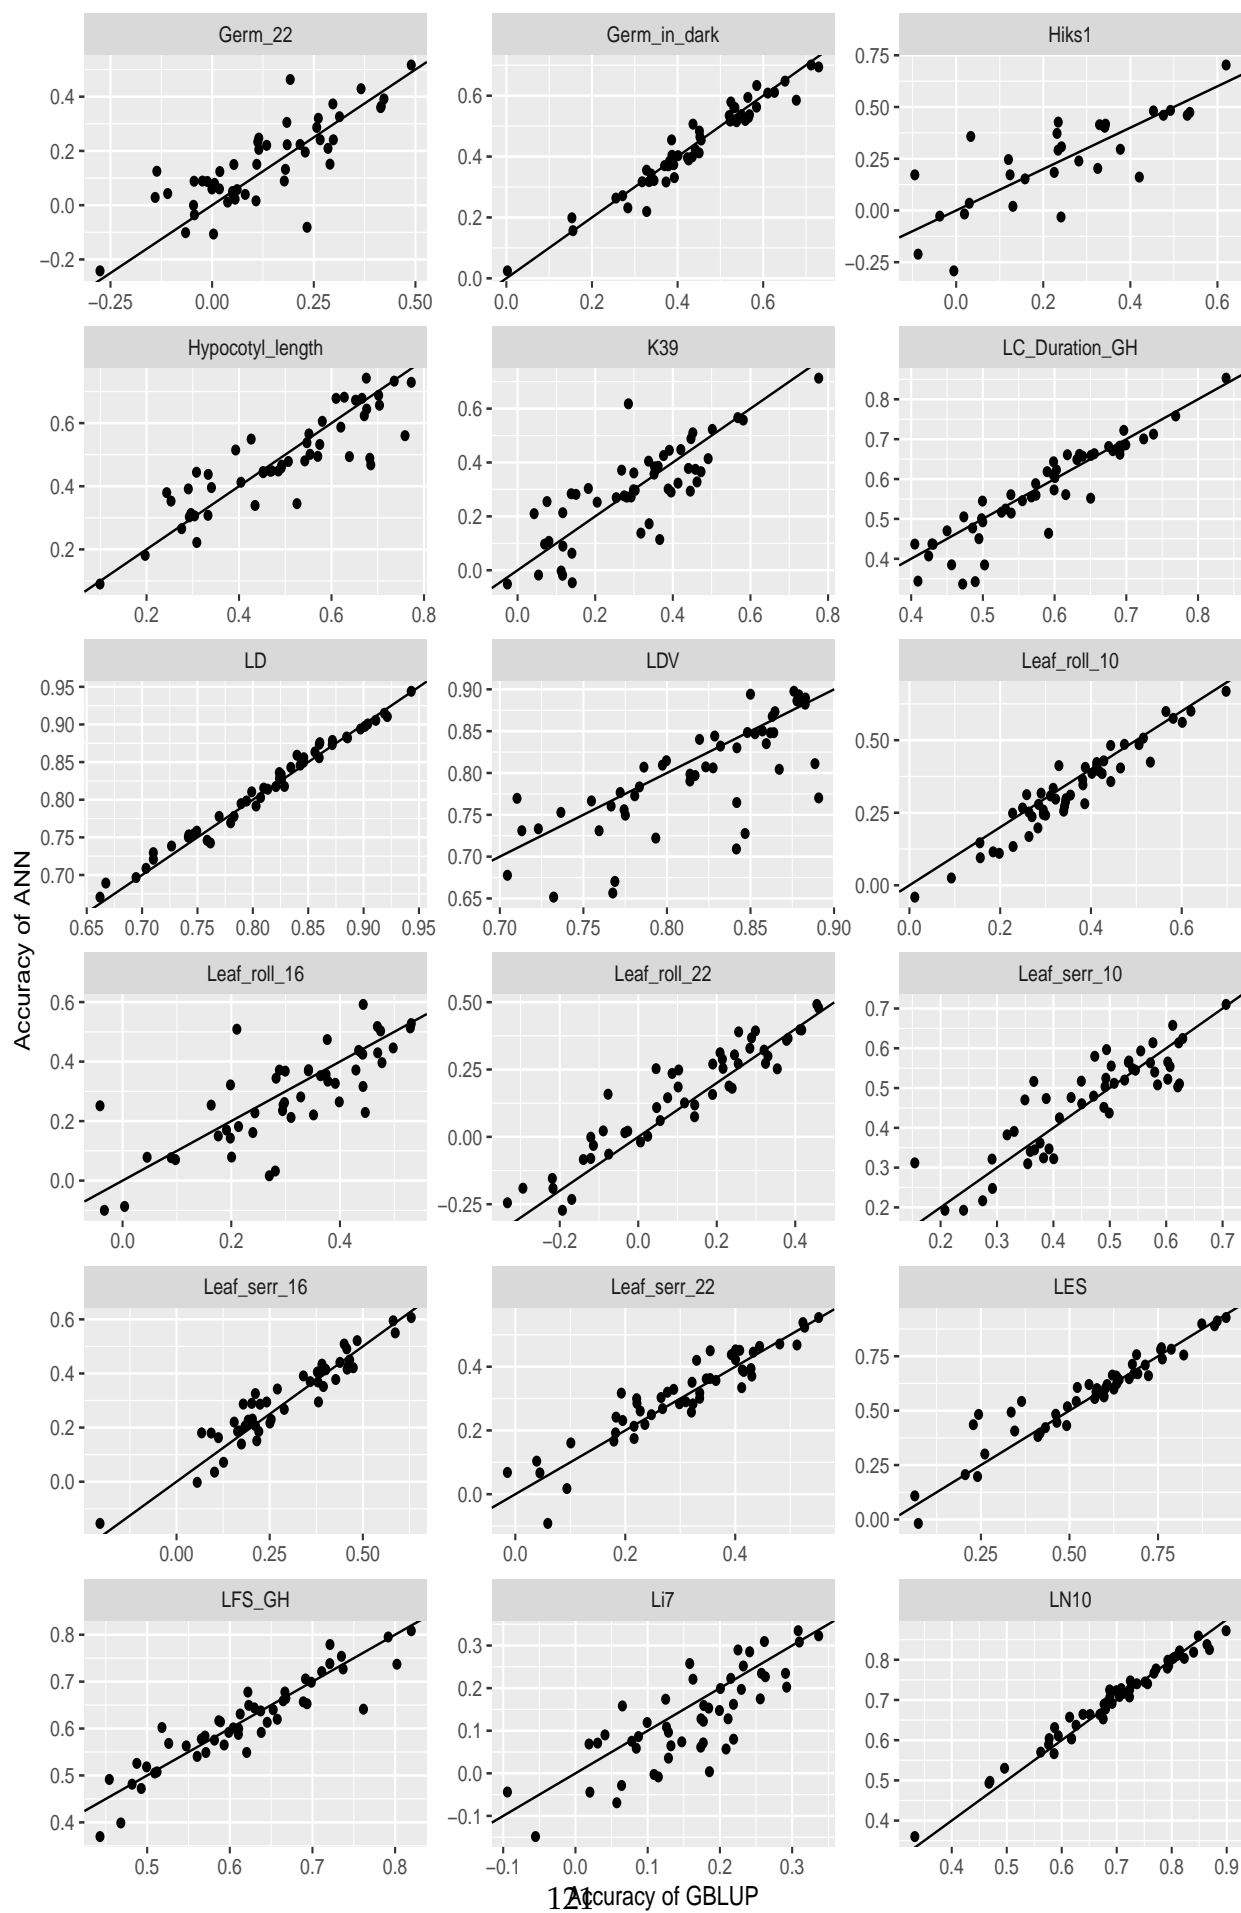 Germ_22 Germ_in_dark Hiks1
0.4 0.2 0.0 −0.2
−0.25 0.00 0.25 0.50
0.6 0.4 0.2 0.0
0.0 0.2 0.4 0.6
0.75 0.50 0.25 0.00 −0.25
0.0 0.2 0.4 0.6
Hypocotyl_length K39 LC_Duration_GH
0.6 0.4 0.2
0.2 0.4 0.6 0.8
0.6 0.4 0.2 0.0
0.0 0.2 0.4 0.6 0.8
0.8 0.7 0.6 0.5 0.4
0.4 0.5 0.6 0.7 0.8
LD LDV Leaf_roll_10
0.95 0.90 0.85 0.80 0.75 0.70
0.65 0.70 0.75 0.80 0.85 0.90 0.95
0.90 0.85 0.80 0.75 0.70 0.65
0.70 0.75 0.80 0.85 0.90
0.50 0.25 0.00
0.0 0.2 0.4 0.6
Accuracy of ANN
Leaf_roll_16 Leaf_roll_22 Leaf_serr_10
0.6 0.4 0.2 0.0
0.0 0.2 0.4
0.50 0.25 0.00 −0.25
−0.2 0.0 0.2 0.4
0.7 0.6 0.5 0.4 0.3 0.2
0.2 0.3 0.4 0.5 0.6 0.7
Leaf_serr_16 Leaf_serr_22 LES
0.6 0.4 0.2 0.0
0.00 0.25 0.50
0.4 0.2 0.0
0.0 0.2 0.4
0.75 0.50 0.25 0.00
0.25 0.50 0.75
LFS_GH Li7 LN10
0.8 0.7 0.6 0.5 0.4
0.5 0.6 0.7 0.8
0.3 0.2 0.1 0.0 −0.1
−0.1 0.0 0.1 0.2 0.3
0.8 0.7 0.6 0.5 0.4
0.4 0.5 0.6 0.7 0.8 0.9
Accuracy of GBLUP
121